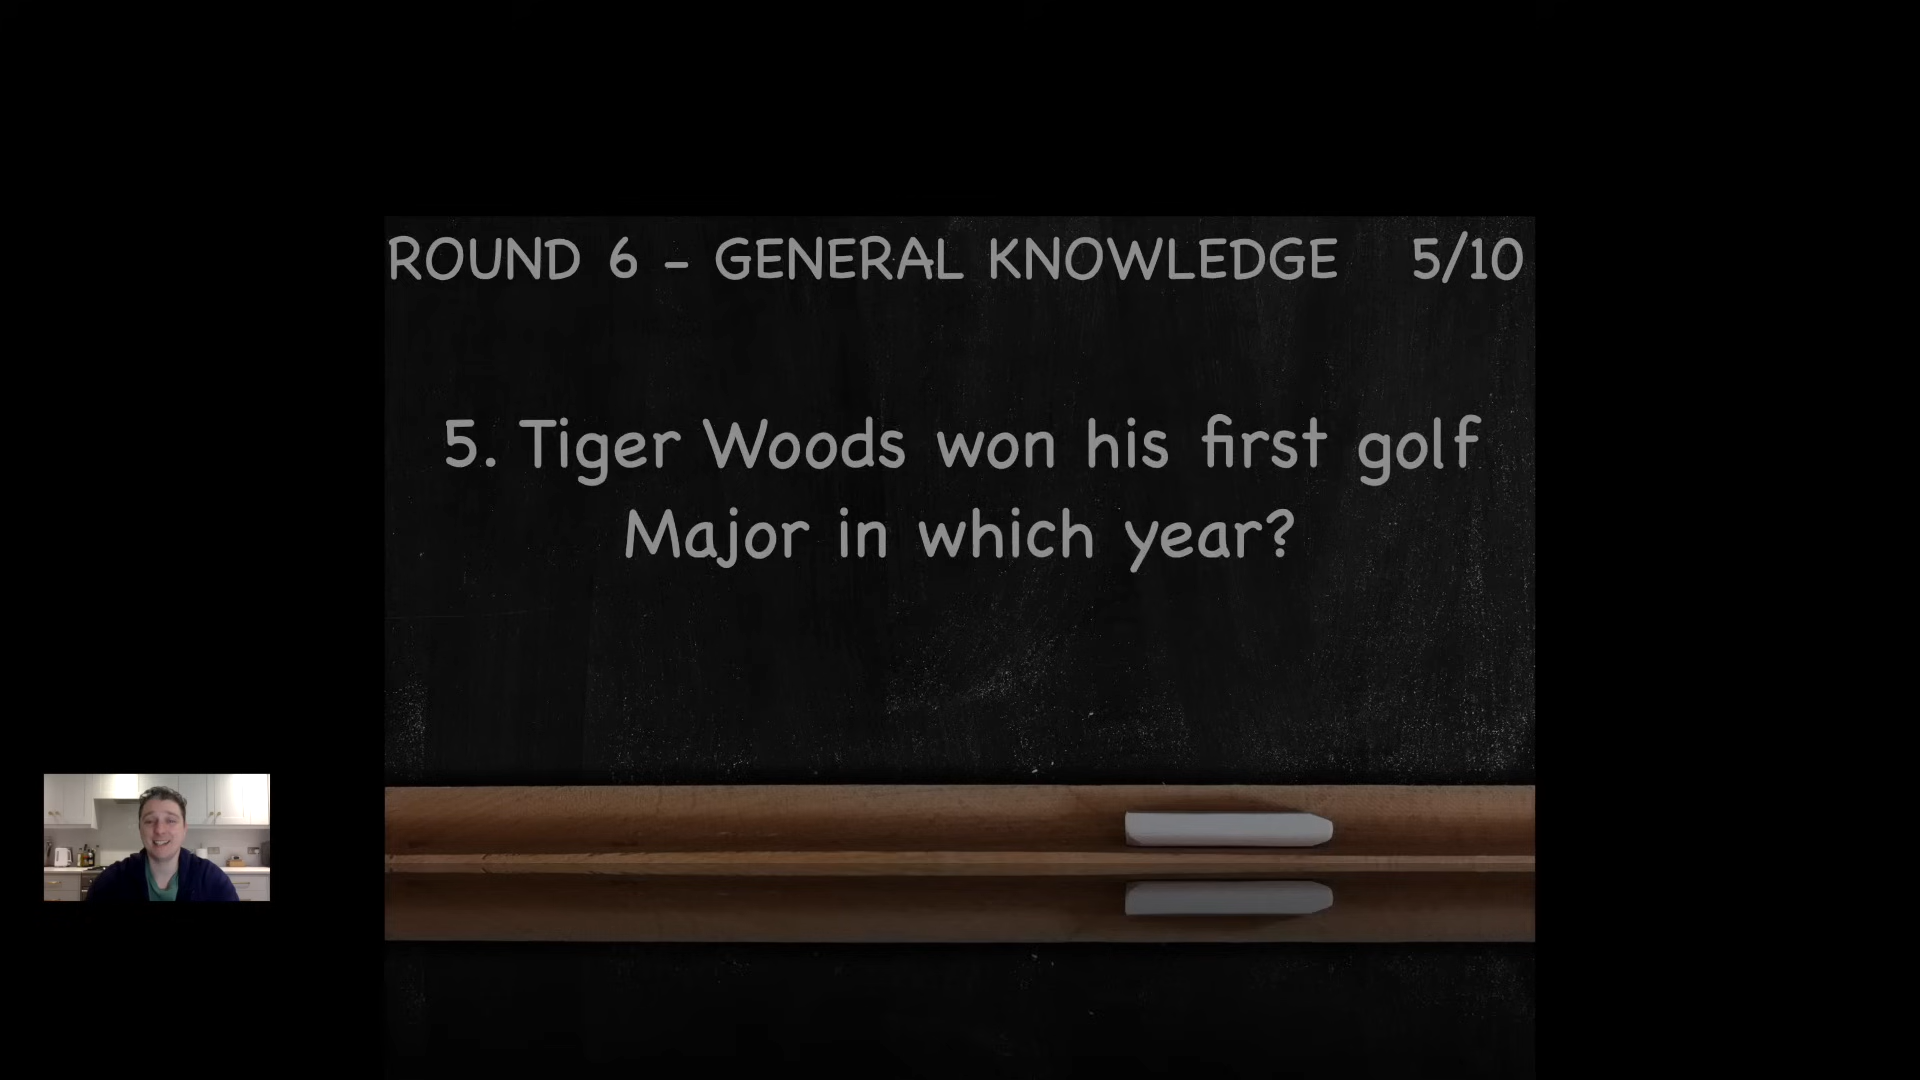 ROUND 6 - GENERAL KNOWLEDGE 5/10
5. Tiger Woods won his first golf
Major in which year?